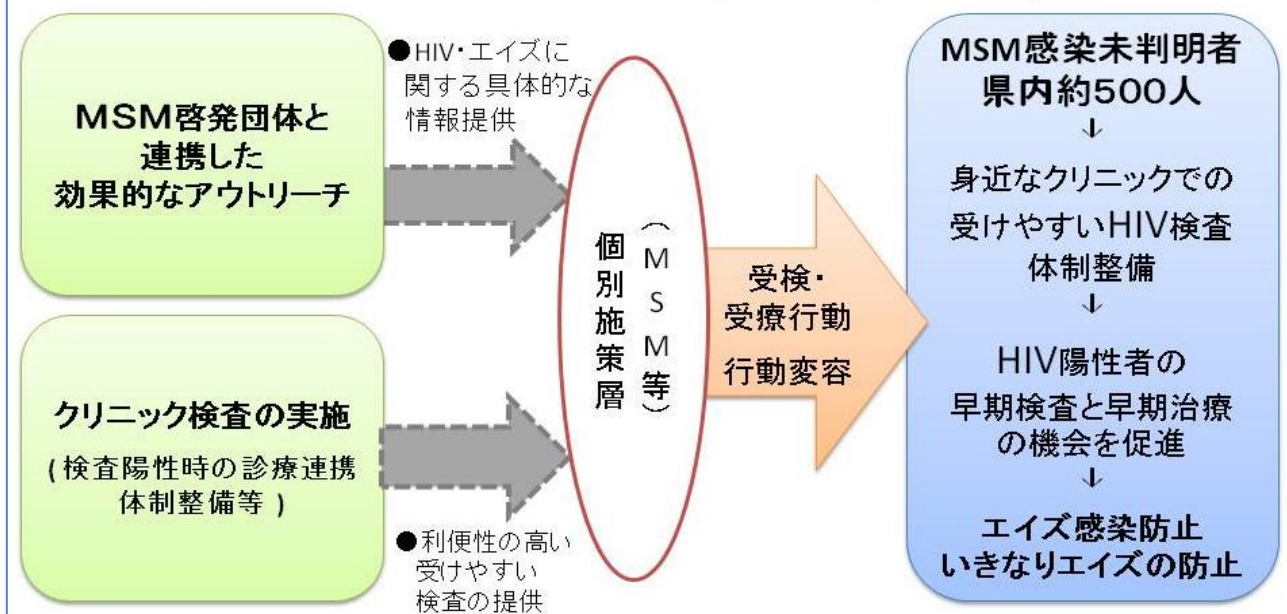 MSM啓発団体と
連携した
効果的なアウトリーチ
●HIV・エイズに
関する具体的な
情報提供
クリニック検査の実施
(検査陽性時の診療連携
体制整備等)
●利便性の高い
受けやすい
検査の提供
個別施策層
(MSM等)
受検・
受療行動
行動変容
MSM感染未判明者
県内約500人
↓
身近なクリニックでの
受けやすいHIV検査
体制整備
↓
HIV陽性者の
早期検査と早期治療
の機会を促進
↓
エイズ感染防止
いきなりエイズの防止